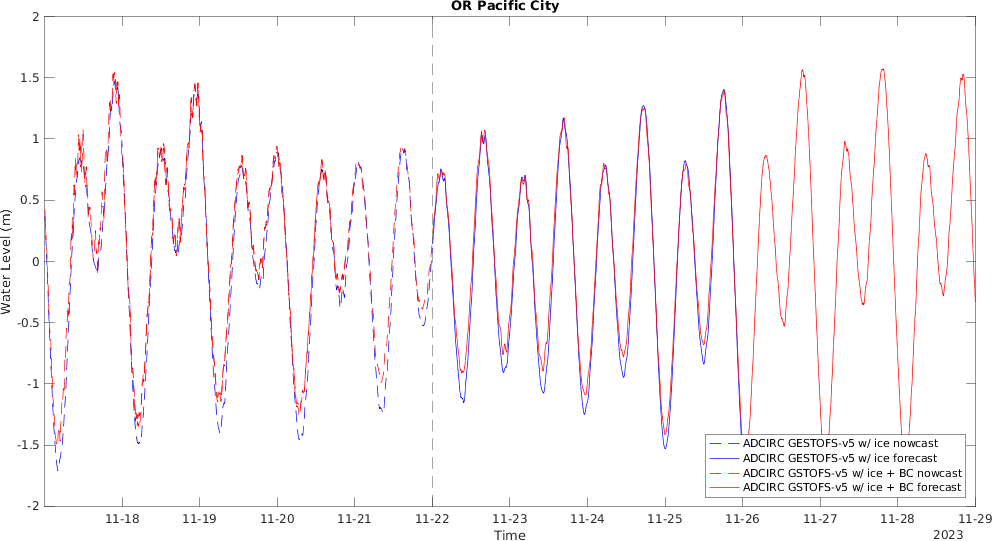 OR Pacific City
2
1.5
1
0.5
0
-0.5
-1
-1.5
-2
Water Level (m)
ADCIRC GESTOFS-v5 w/ ice nowcast
ADCIRC GESTOFS-v5 w/ ice forecast
ADCIRC GSTOFS-v5 w/ ice + BC nowcast
ADCIRC GSTOFS-v5 w/ ice + BC forecast
11-18 11-19 11-20 11-21 11-22 11-23 11-24 11-25 11-26 11-27 11-28 11-29
Time
2023